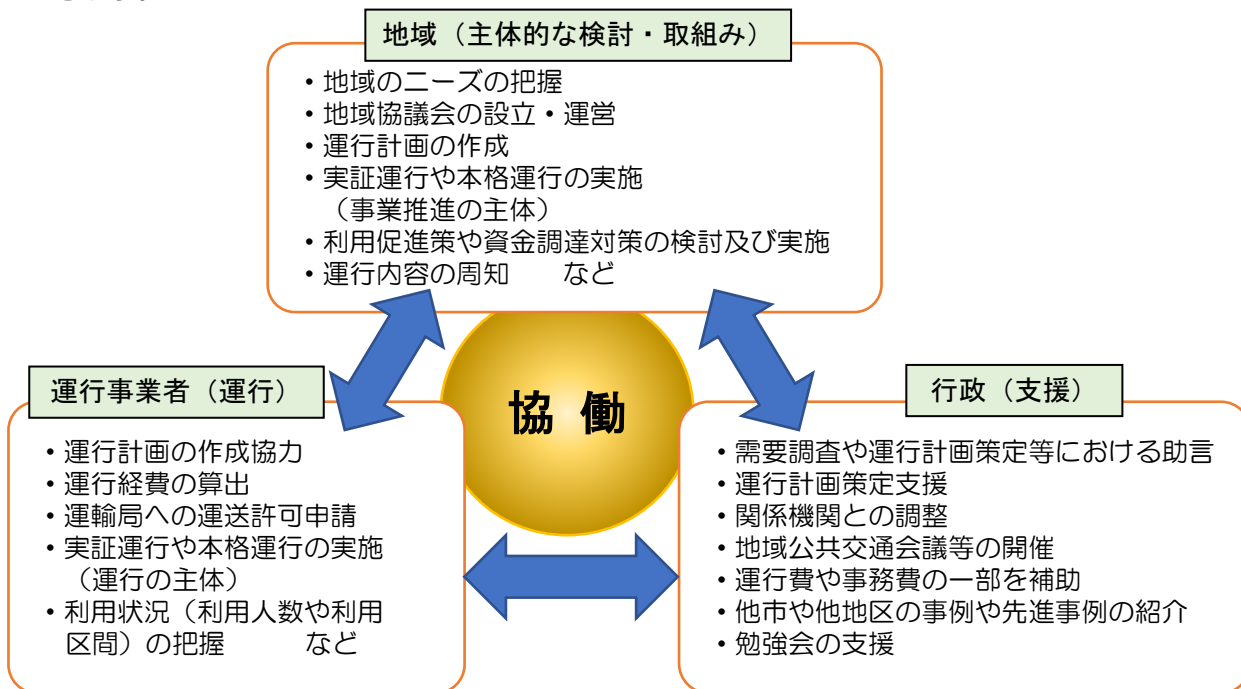 地域（主体的な検討・取組み）
・地域のニーズの把握
・地域協議会の設立・運営
・運行計画の作成
・実証運行や本格運行の実施
（事業推進の主体）
・利用促進策や資金調達対策の検討及び実施
・運行内容の周知　　など
協 働
運行事業者（運行）
・運行計画の作成協力
・運行経費の算出
・運輸局への運送許可申請
・実証運行や本格運行の実施
（運行の主体）
・利用状況（利用人数や利用
区間）の把握　　　など
行政（支援）
・需要調査や運行計画策定等における助言
・運行計画策定支援
・関係機関との調整
・地域公共交通会議等の開催
・運行費や事務費の一部を補助
・他市や他地区の事例や先進事例の紹介
・勉強会の支援